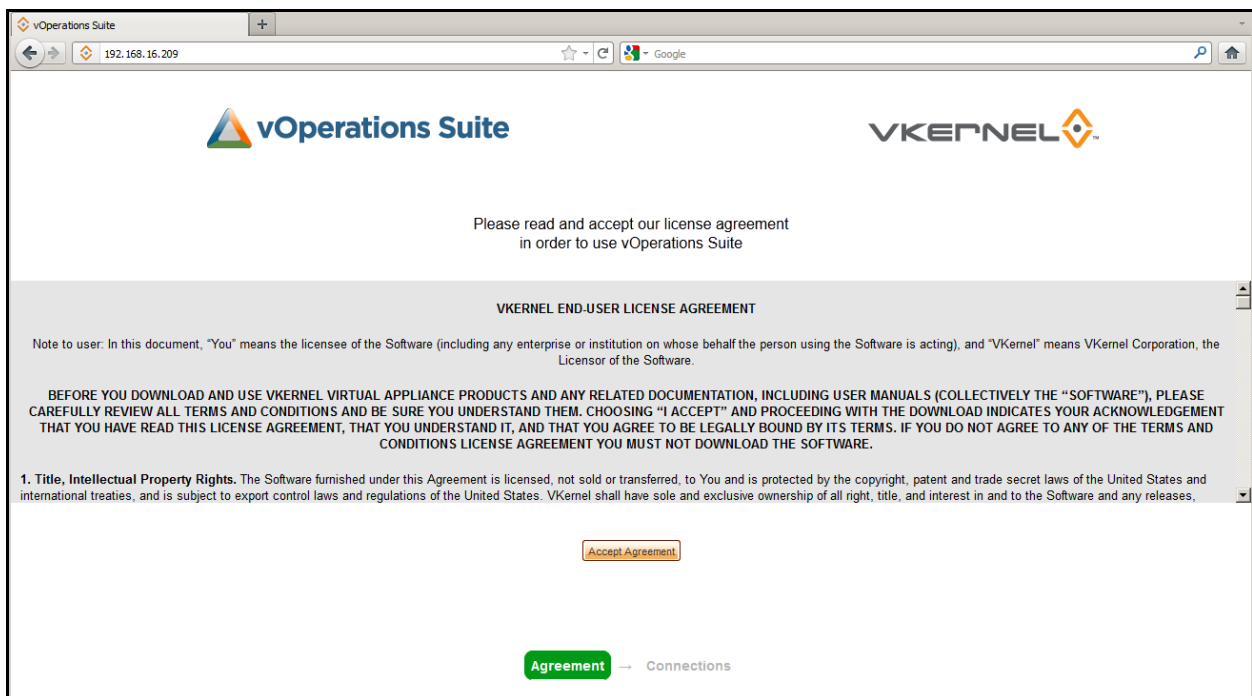 vOperations Suite
192.168.16.209
Google
vOperations Suite
VKERNEL™
Please read and accept our license agreement
in order to use vOperations Suite
VKERNEL END-USER LICENSE AGREEMENT
Note to user: In this document, “You” means the licensee of the Software (including any enterprise or institution on whose behalf the person using the Software is acting), and “VKernel” means VKernel Corporation, the
Licensor of the Software.
BEFORE YOU DOWNLOAD AND USE VKERNEL VIRTUAL APPLIANCE PRODUCTS AND ANY RELATED DOCUMENTATION, INCLUDING USER MANUALS (COLLECTIVELY THE “SOFTWARE”), PLEASE
CAREFULLY REVIEW ALL TERMS AND CONDITIONS AND BE SURE YOU UNDERSTAND THEM. CHOOSING “I ACCEPT” AND PROCEEDING WITH THE DOWNLOAD INDICATES YOUR ACKNOWLEDGEMENT
THAT YOU HAVE READ THIS LICENSE AGREEMENT, THAT YOU UNDERSTAND IT, AND THAT YOU AGREE TO BE LEGALLY BOUND BY ITS TERMS. IF YOU DO NOT AGREE TO ANY OF THE TERMS AND
CONDITIONS LICENSE AGREEMENT YOU MUST NOT DOWNLOAD THE SOFTWARE.
1. Title, Intellectual Property Rights. The Software furnished under this Agreement is licensed, not sold or transferred, to You and is protected by the copyright, patent and trade secret laws of the United States and
international treaties, and is subject to export control laws and regulations of the United States. VKernel shall have sole and exclusive ownership of all right, title, and interest in and to the Software and any releases,
Accept Agreement
Agreement → Connections